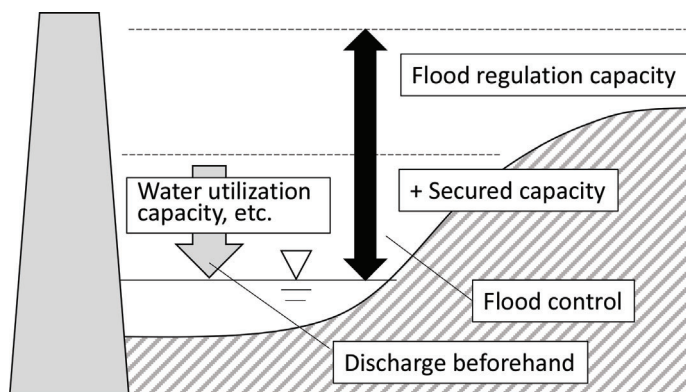 Flood regulation capacity
Water utilization
capacity, etc.
+ Secured capacity
Flood control
Discharge beforehand